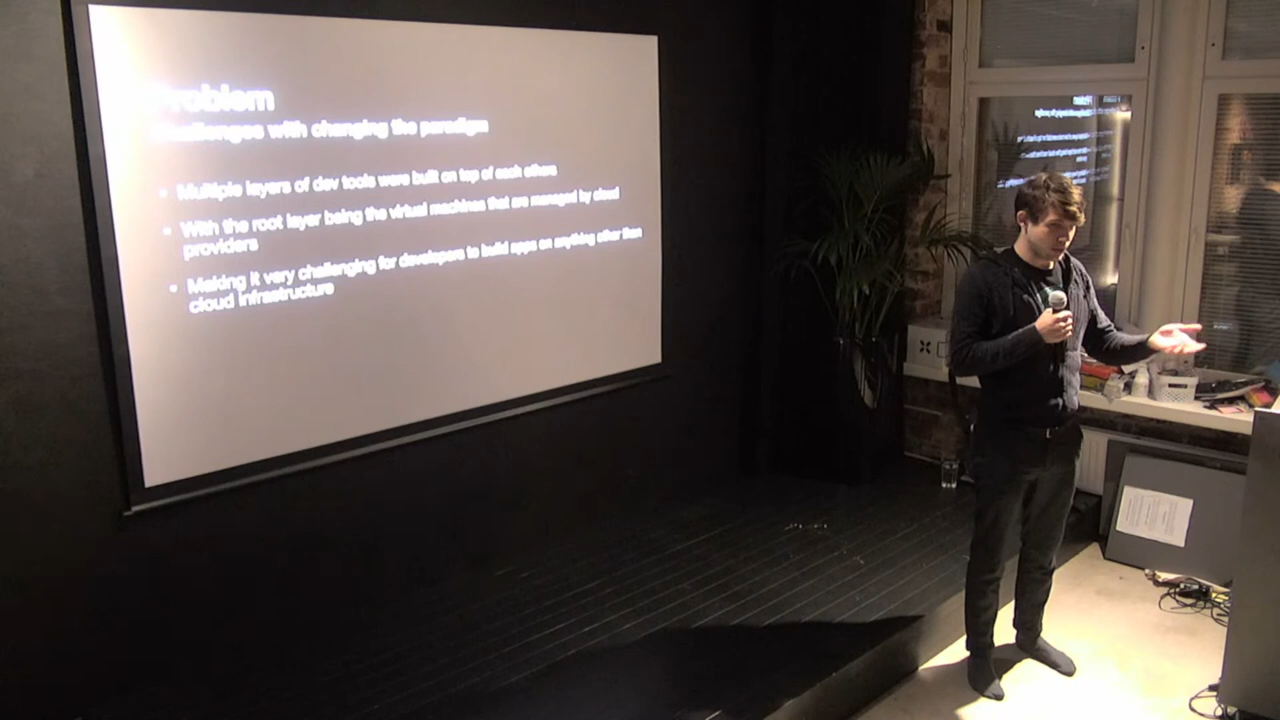 Problem
Challenges with changing the paradigm
• Multiple layers of dev tools were built on top of each others
• With the root layer being the virtual machines that are managed by cloud
providers
• Making it very challenging for developers to build apps on anything other than
cloud infrastructure